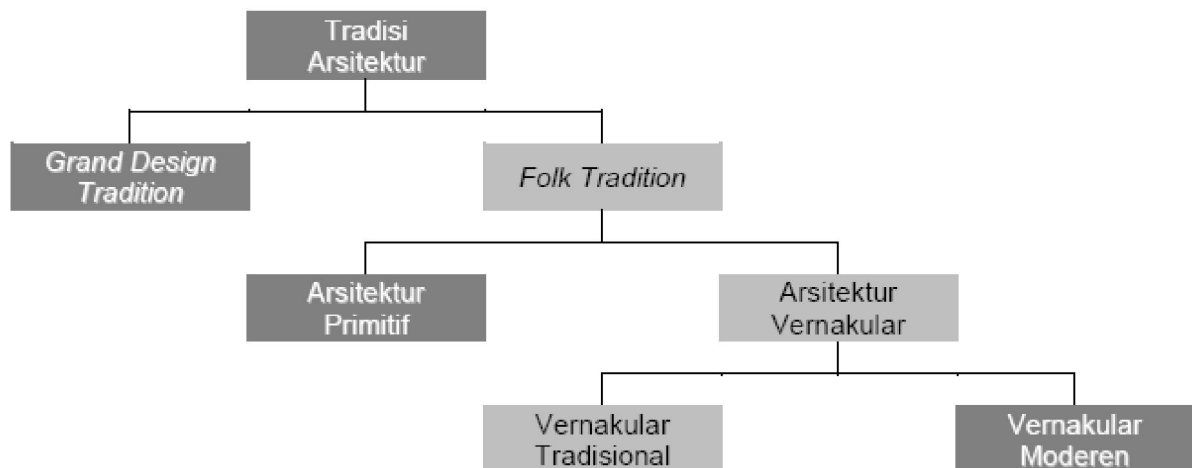 Tradisi
Arsitektur
Grand Design
Tradition
Folk Tradition
Arsitektur
Primitif
Arsitektur
Vernakular
Vernakular
Tradisional
Vernakular
Moderen